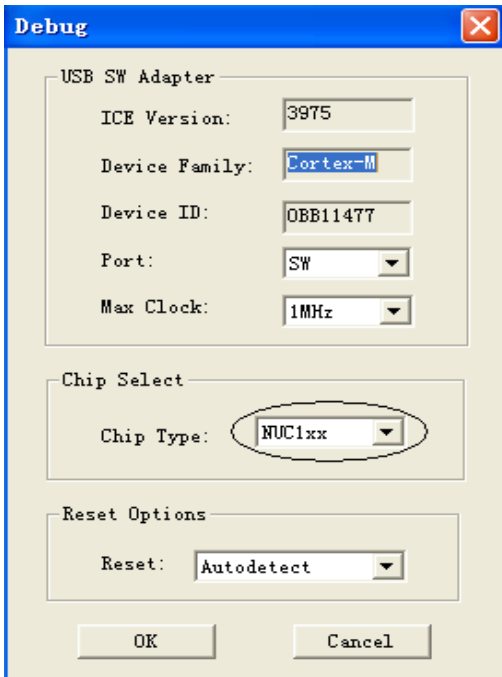 Debug
USB SW Adapter
ICE Version: 3975
Device Family: Cortex-M
Device ID: 0BB11477
Port: SW
Max Clock: 1MHz
Chip Select
Chip Type: NUC1xx
Reset Options
Reset: Autodetect
OK Cancel